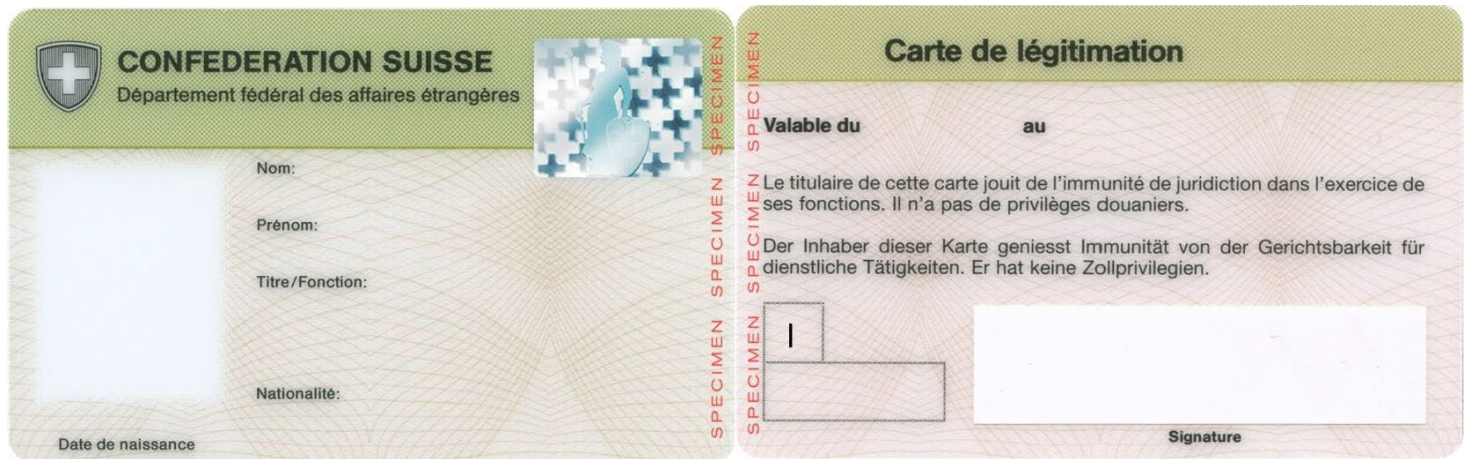 CONFEDERATION SUISSE
Département fédéral des affaires étrangères
Nom:
Prénom:
Titre/Fonction:
Nationalité:
Date de naissance
SPECIMEN SPECIMEN SPECIMEN
SPECIMEN SPECIMEN SPECIMEN
Carte de légitimation
Valable du au
Le titulaire de cette carte jouit de l'immunité de juridiction dans l'exercice de
ses fonctions. Il n'a pas de privilèges douaniers.
Der Inhaber dieser Karte geniesst Immunität von der Gerichtsbarkeit für
dienstliche Tätigkeiten. Er hat keine Zollprivilegien.
I
Signature